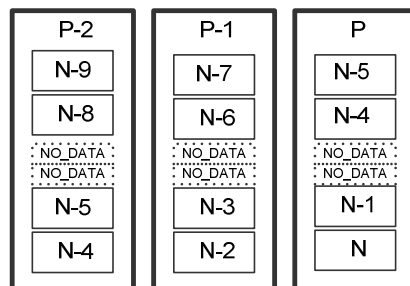 P-2
N-9
N-8
NO_DATA
NO_DATA
N-5
N-4
P-1
N-7
N-6
NO_DATA
NO_DATA
N-3
N-2
P
N-5
N-4
NO_DATA
NO_DATA
N-1
N